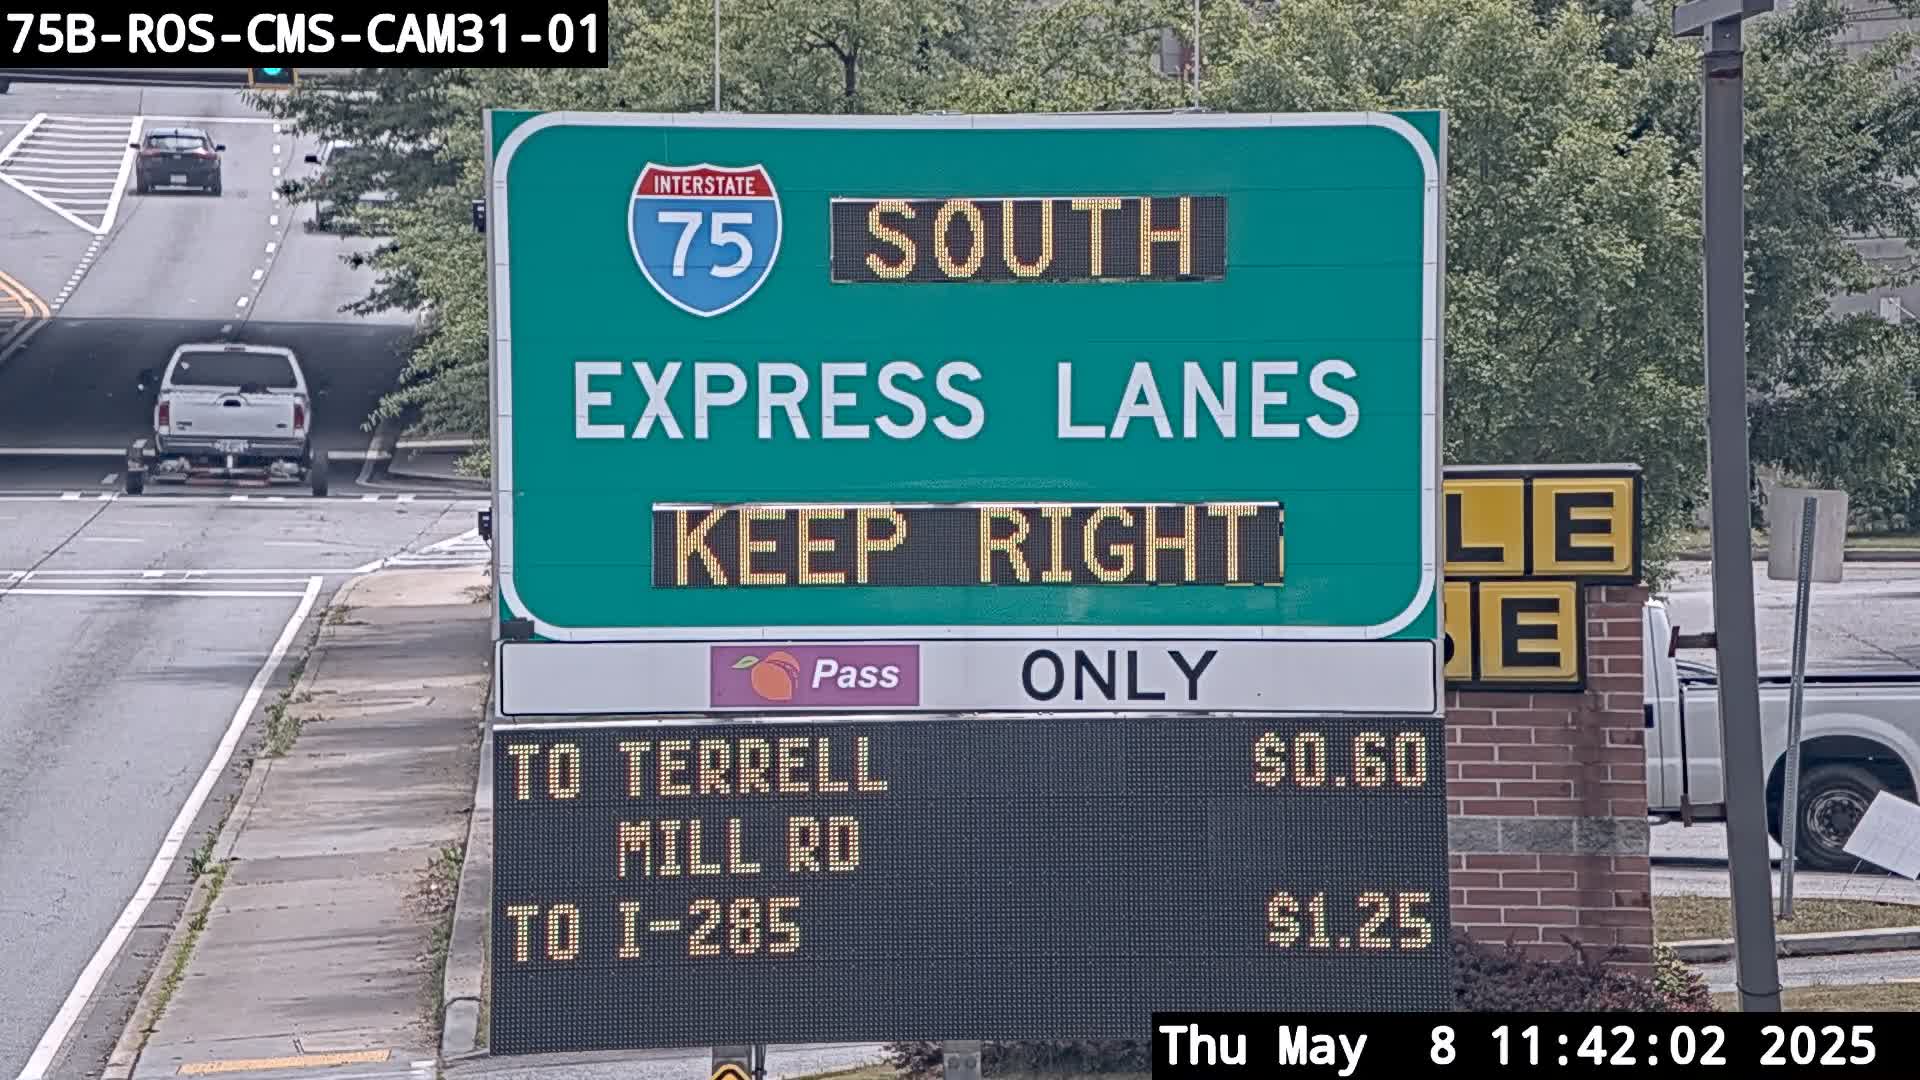 75B-ROS-CMS-CAM31-01
INTERSTATE
75
SOUTH
EXPRESS LANES
KEEP RIGHT
LE
E
Pass ONLY
TO TERRELL $0.60
MILL RD
TO I-285 $1.25
Thu May 8 11:42:02 2025